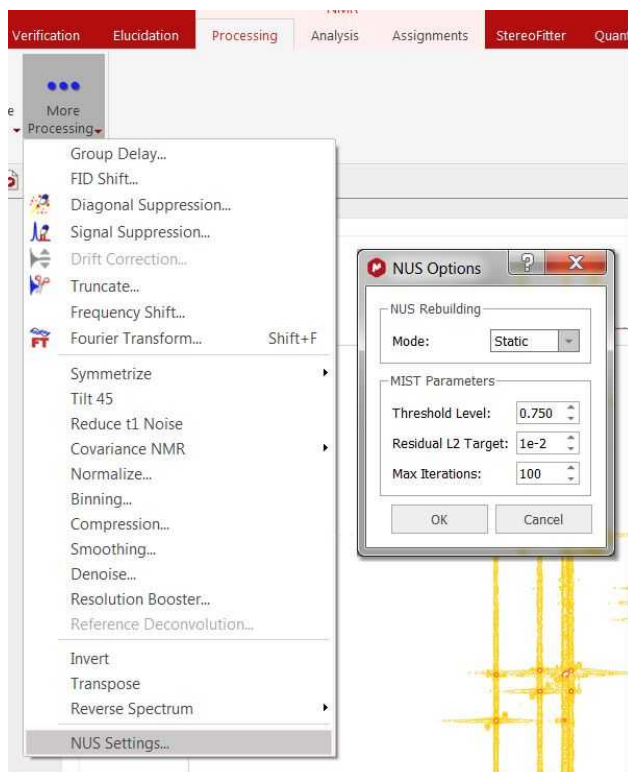 NMR
Verification Elucidation Processing Analysis Assignments StereoFitter Quant
e More
Processing
Group Delay...
FID Shift...
Diagonal Suppression...
Signal Suppression...
Drift Correction...
Truncate...
Frequency Shift...
FT Fourier Transform... Shift+F
Symmetrize
Tilt 45
Reduce t1 Noise
Covariance NMR
Normalize...
Binning...
Compression...
Smoothing...
Denoise...
Resolution Booster...
Reference Deconvolution...
Invert
Transpose
Reverse Spectrum
NUS Settings...
NUS Options ? X
NUS Rebuilding
Mode: Static
MIST Parameters
Threshold Level: 0.750
Residual L2 Target: 1e-2
Max Iterations: 100
OK Cancel